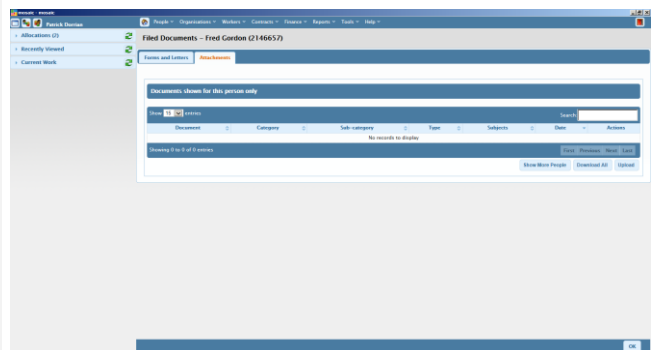 mosaic - mosaic
Patrick Dorrian
People Organisations Workers Contracts Finance Reports Tools Help
Allocations (2)
Recently Viewed
Current Work
Filed Documents – Fred Gordon (2146657)
Forms and Letters Attachments
Documents shown for this person only
Show 10 entries
Search
Document Category Sub-category Type Subjects Date Actions
No records to display
Showing 0 to 0 of 0 entries
First Previous Next Last
Show More People Download All Upload
OK